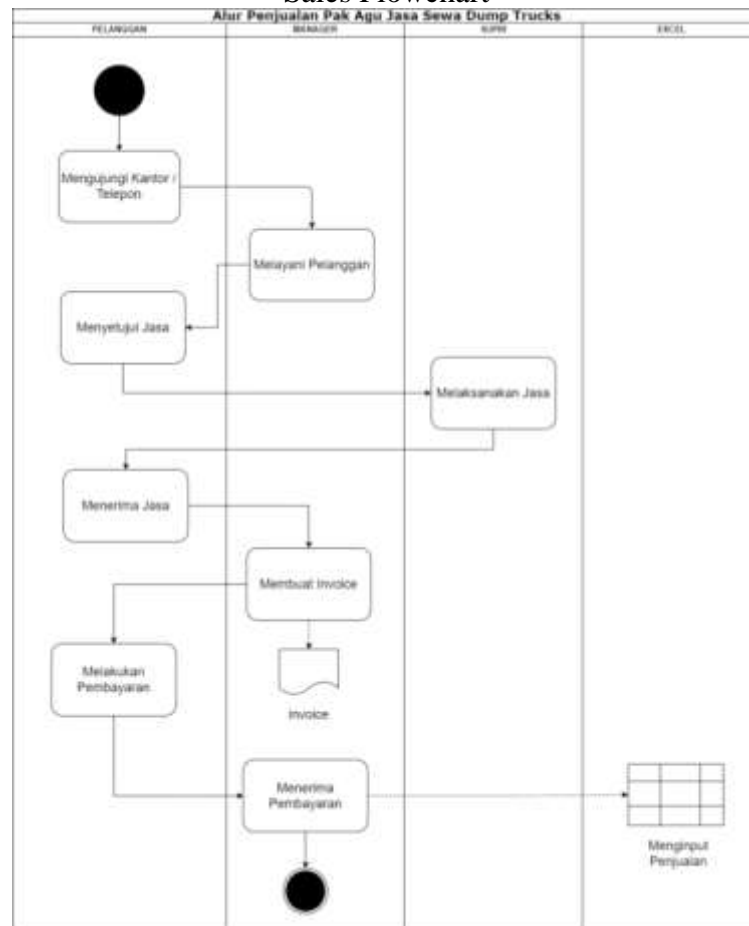 Sales Flowchart
Alur Penjualan Pak Agu Jasa Sewa Dump Trucks
PELANGGAN
MANAGER
SUPIR
EXCEL
Mengujungi Kantor /
Telepon
Melayani Pelanggan
Menyetujui Jasa
Melaksanakan Jasa
Menerima Jasa
Membuat Invoice
Melakukan
Pembayaran
Invoice
Menerima
Pembayaran
Menginput
Penjualan